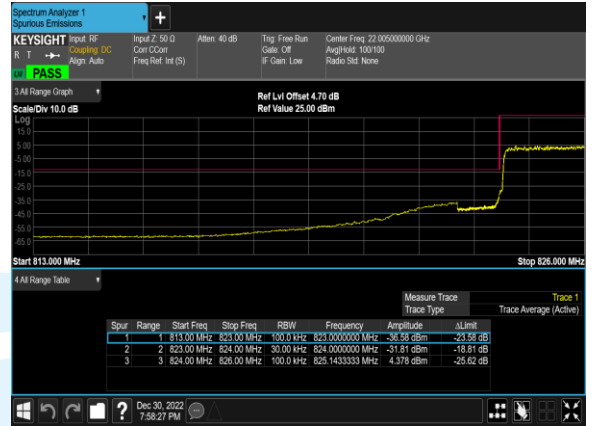 Spectrum Analyzer 1
Spurious Emissions
KEYSIGHT Input: RF Input Z: 50 Ω Atten: 40 dB Trig: Free Run Center Freq: 22.005000000 GHz
R T Coupling: DC Corr CCorr Gate: Off Avg|Hold: 100/100
Align: Auto Freq Ref: Int (S) IF Gain: Low Radio Std: None
PASS
3 All Range Graph
Ref Lvl Offset 4.70 dB
Scale/Div 10.0 dB Ref Value 25.00 dBm
Log
15.0
5.00
-5.00
-15.0
-25.0
-35.0
-45.0
-55.0
-65.0
Start 813.000 MHz Stop 826.000 MHz
4 All Range Table
Measure Trace Trace 1
Trace Type Trace Average (Active)
Spur Range Start Freq Stop Freq RBW Frequency Amplitude ΔLimit
1 1 813.00 MHz 823.00 MHz 100.0 kHz 823.0000000 MHz -36.58 dBm -23.58 dB
2 2 823.00 MHz 824.00 MHz 30.00 kHz 824.0000000 MHz -31.81 dBm -18.81 dB
3 3 824.00 MHz 826.00 MHz 100.0 kHz 825.1433333 MHz 4.378 dBm -25.62 dB
Dec 30, 2022
7:58:27 PM